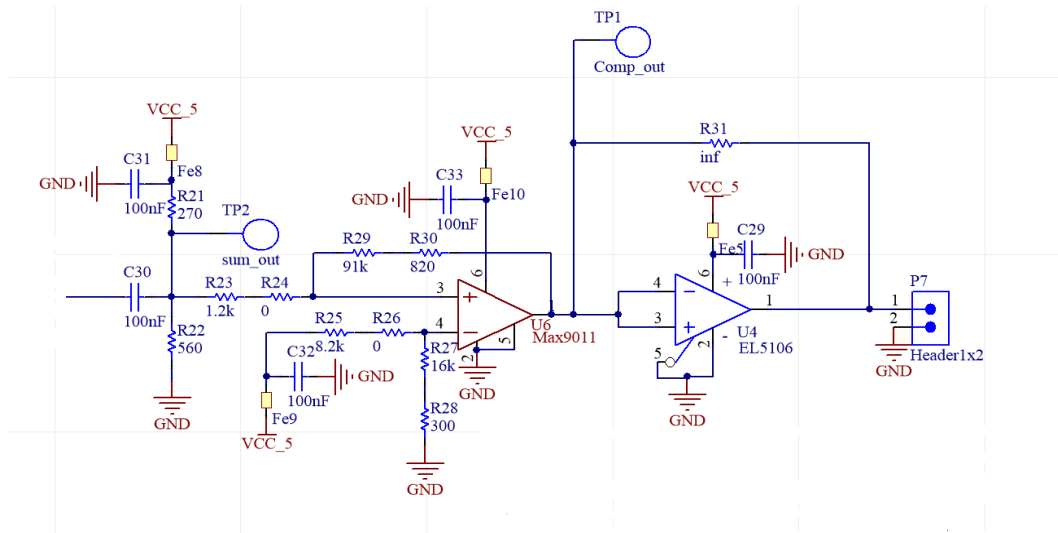 TP1
Comp_out
VCC_5
C31
Fe8
GND
100nF
R21
270
TP2
sum_out
C30
100nF
R23
1.2k
R24
0
R22
560
GND
VCC_5
C33
Fe10
GND
100nF
R29
91k
R30
820
6
3
4
2
5
U6
Max9011
GND
R25
8.2k
R26
0
C32
GND
100nF
Fe9
VCC_5
R27
16k
R28
300
GND
R31
inf
VCC_5
Fe5
C29
GND
100nF
6
+
4
3
1
5
2
-
U4
EL5106
GND
P7
1
2
Header1x2
GND